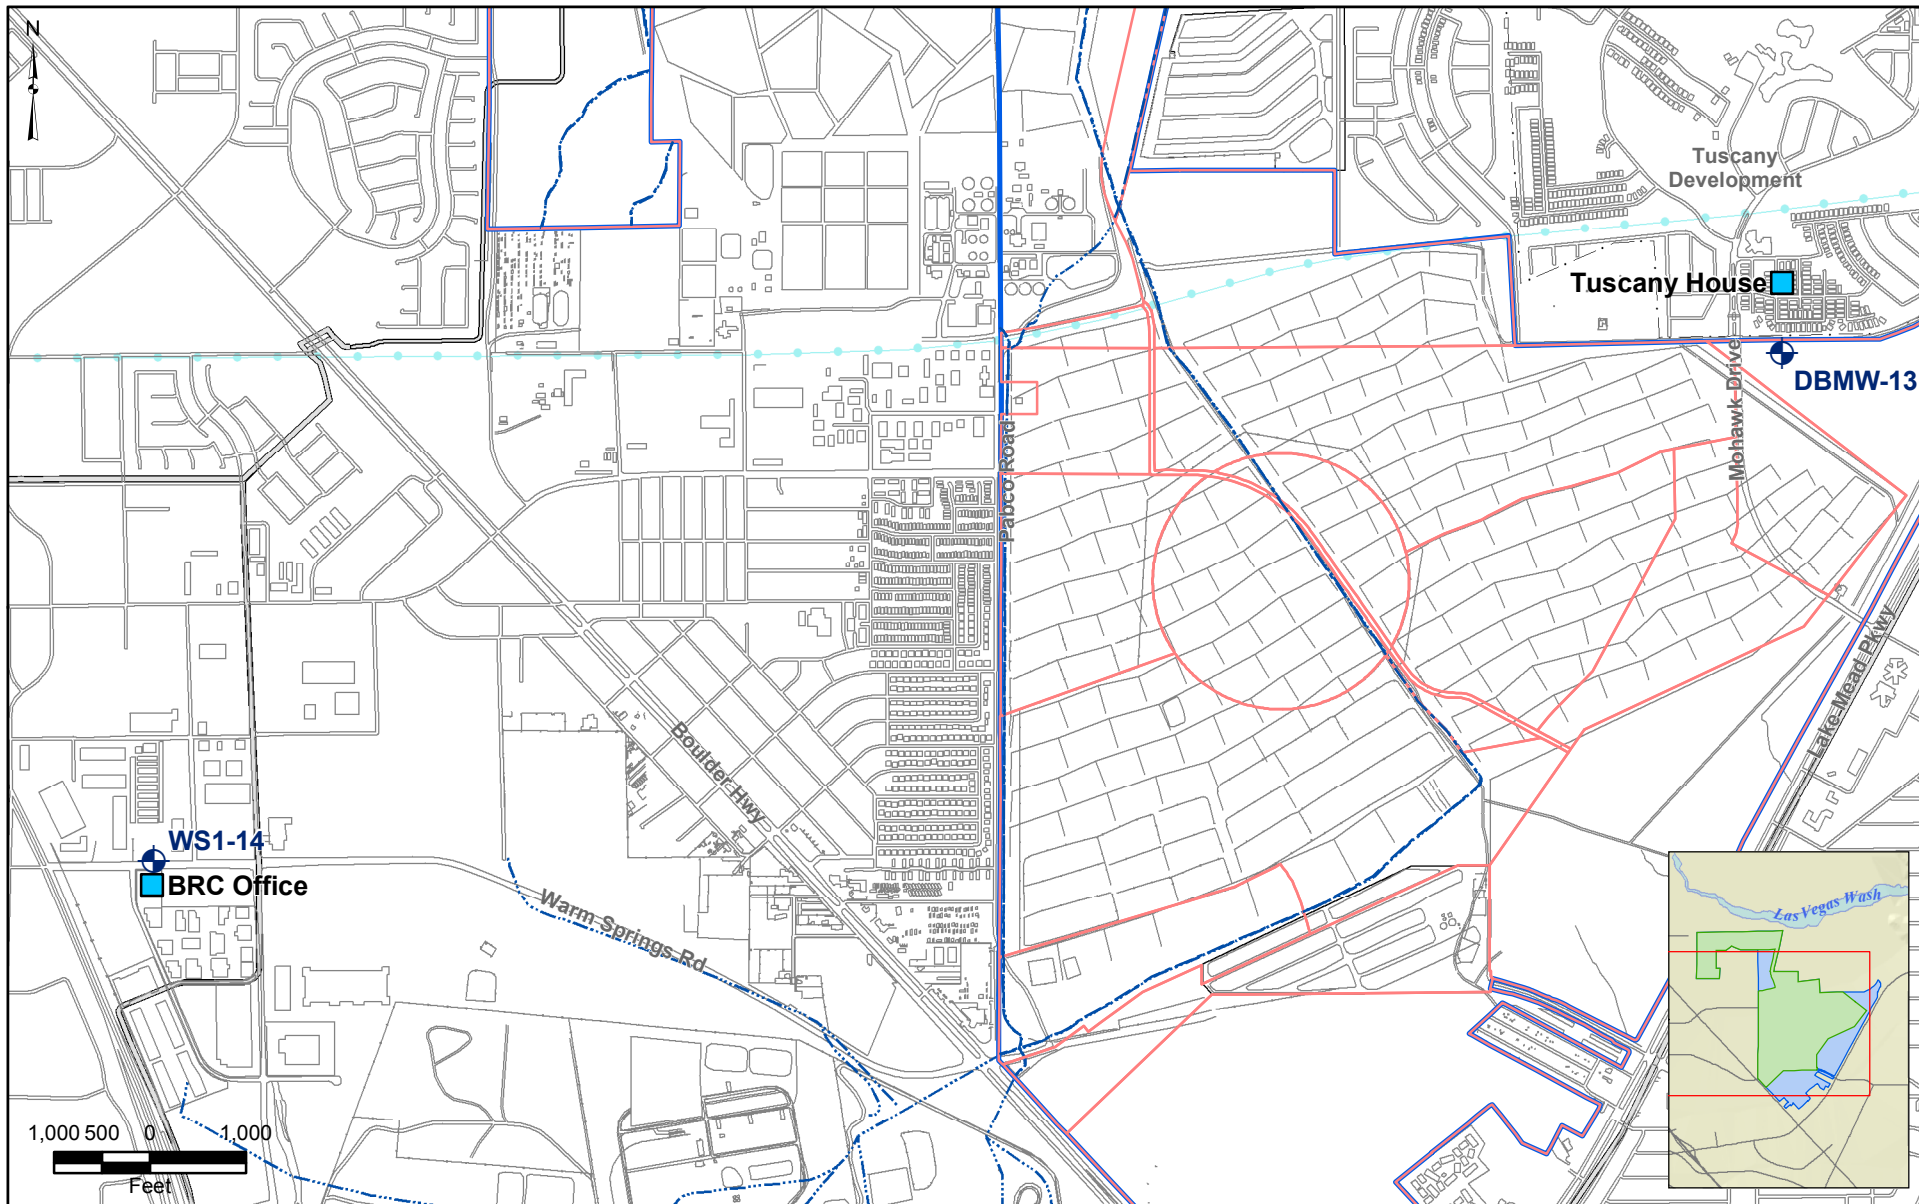 N
Tuscany
Development
Tuscany House
DBMW-13
Mohawk Drive
Pabco Road
Lake Mead Pkwy
Boulder Hwy
WS1-14
BRC Office
Warm Springs Rd
Las Vegas Wash
1,000 500 0 1,000
Feet